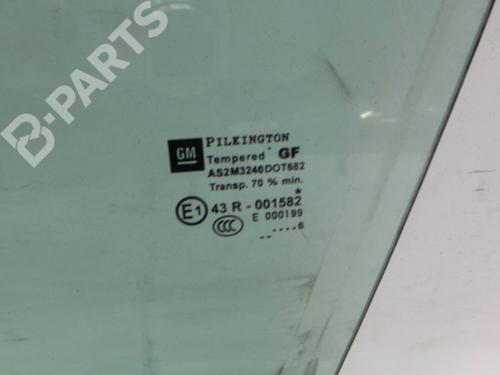 B-PARTS
GM PILKINGTON
Tempered GF
AS2M3246DOT682
Transp. 70 % min.
E1 43 R - 001582
CCC E 000199
.. .... 6